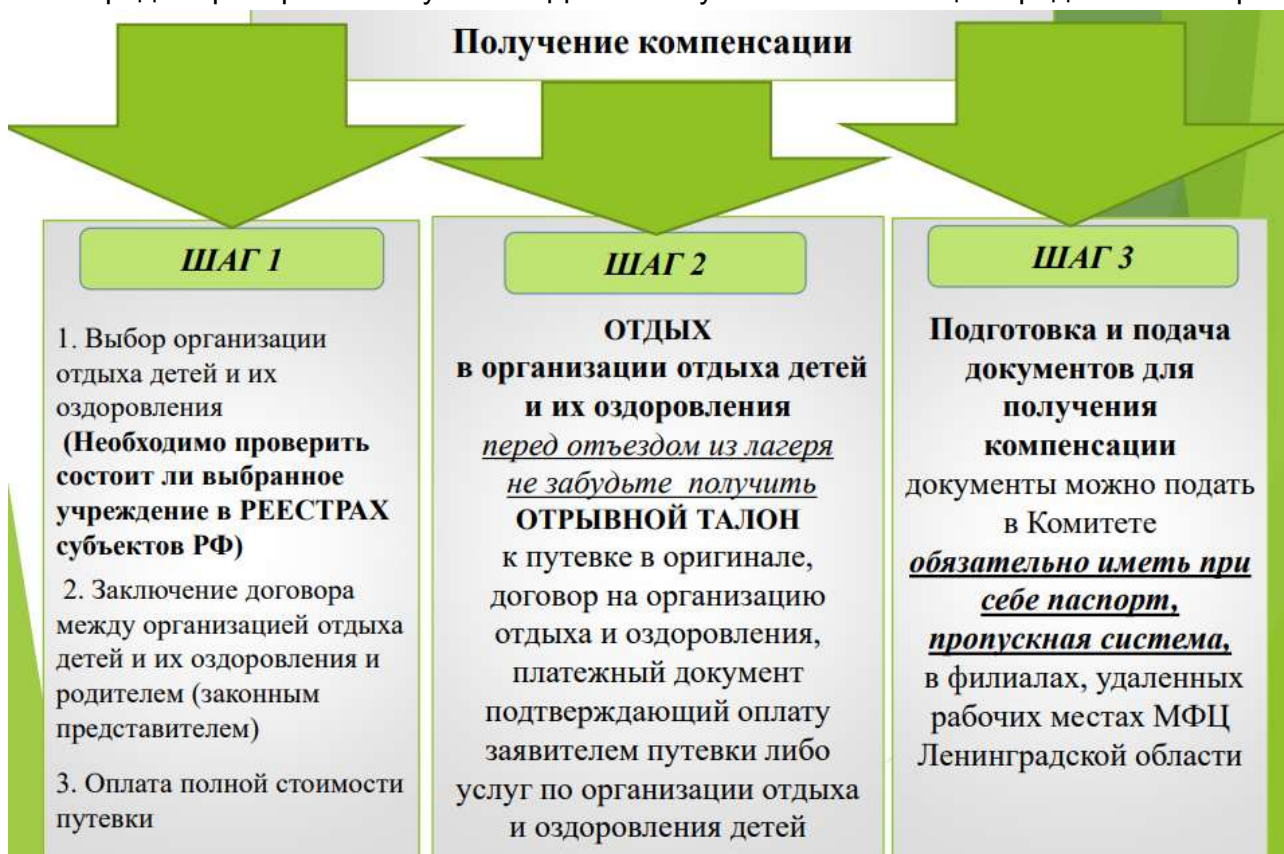 Получение компенсации
ШАГ 1
1. Выбор организации
отдыха детей и их
оздоровления
(Необходимо проверить
состоит ли выбранное
учреждение в РЕЕСТРАХ
субъектов РФ)
2. Заключение договора
между организацией отдыха
детей и их оздоровления и
родителем (законным
представителем)
3. Оплата полной стоимости
путевки
ШАГ 2
ОТДЫХ
в организации отдыха детей
и их оздоровления
перед отъездом из лагеря
не забудьте получить
ОТРЫВНОЙ ТАЛОН
к путевке в оригинале,
договор на организацию
отдыха и оздоровления,
платежный документ
подтверждающий оплату
заявителем путевки либо
услуг по организации отдыха
и оздоровления детей
ШАГ 3
Подготовка и подача
документов для
получения
компенсации
документы можно подать
в Комитете
обязательно иметь при
себе паспорт,
пропускная система,
в филиалах, удаленных
рабочих местах МФЦ
Ленинградской области